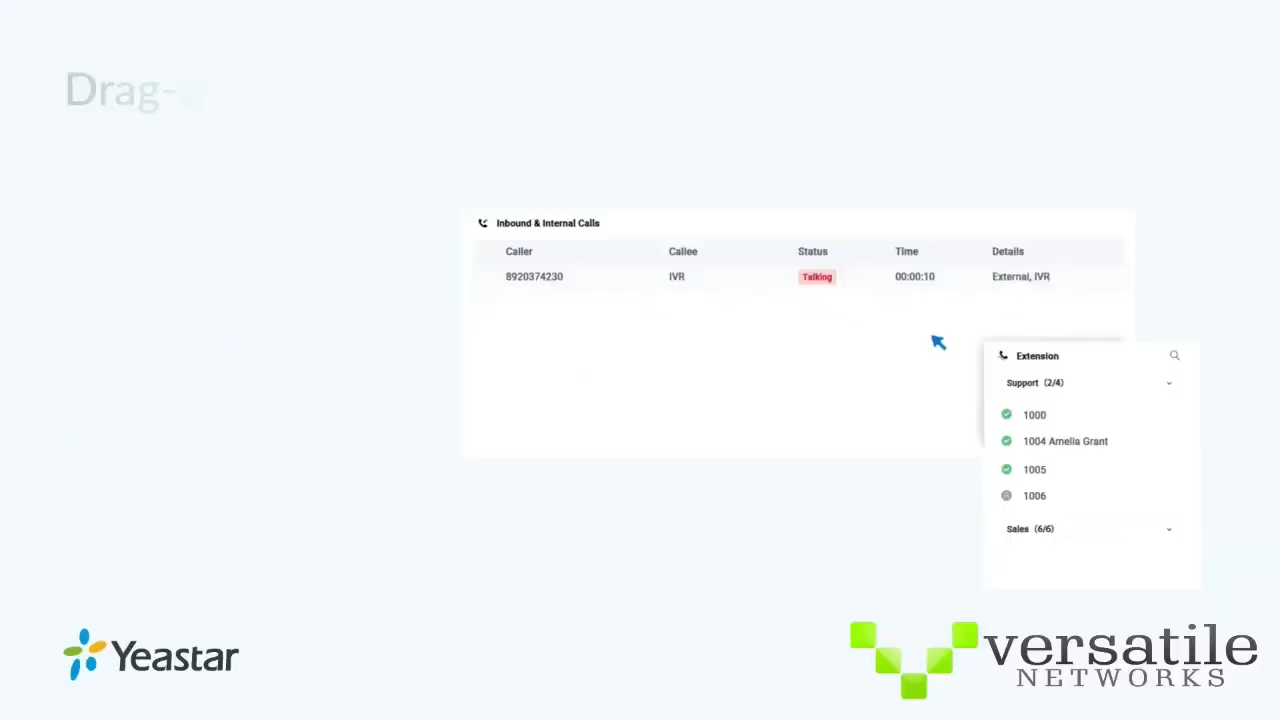 Drag-
Inbound & Internal Calls
Caller Callee Status Time Details
8920374230 IVR Talking 00:00:10 External, IVR
Extension
Support (2/4)
1000
1004 Amelia Grant
1005
1006
Sales (6/6)
Yeastar
versatile
NETWORKS